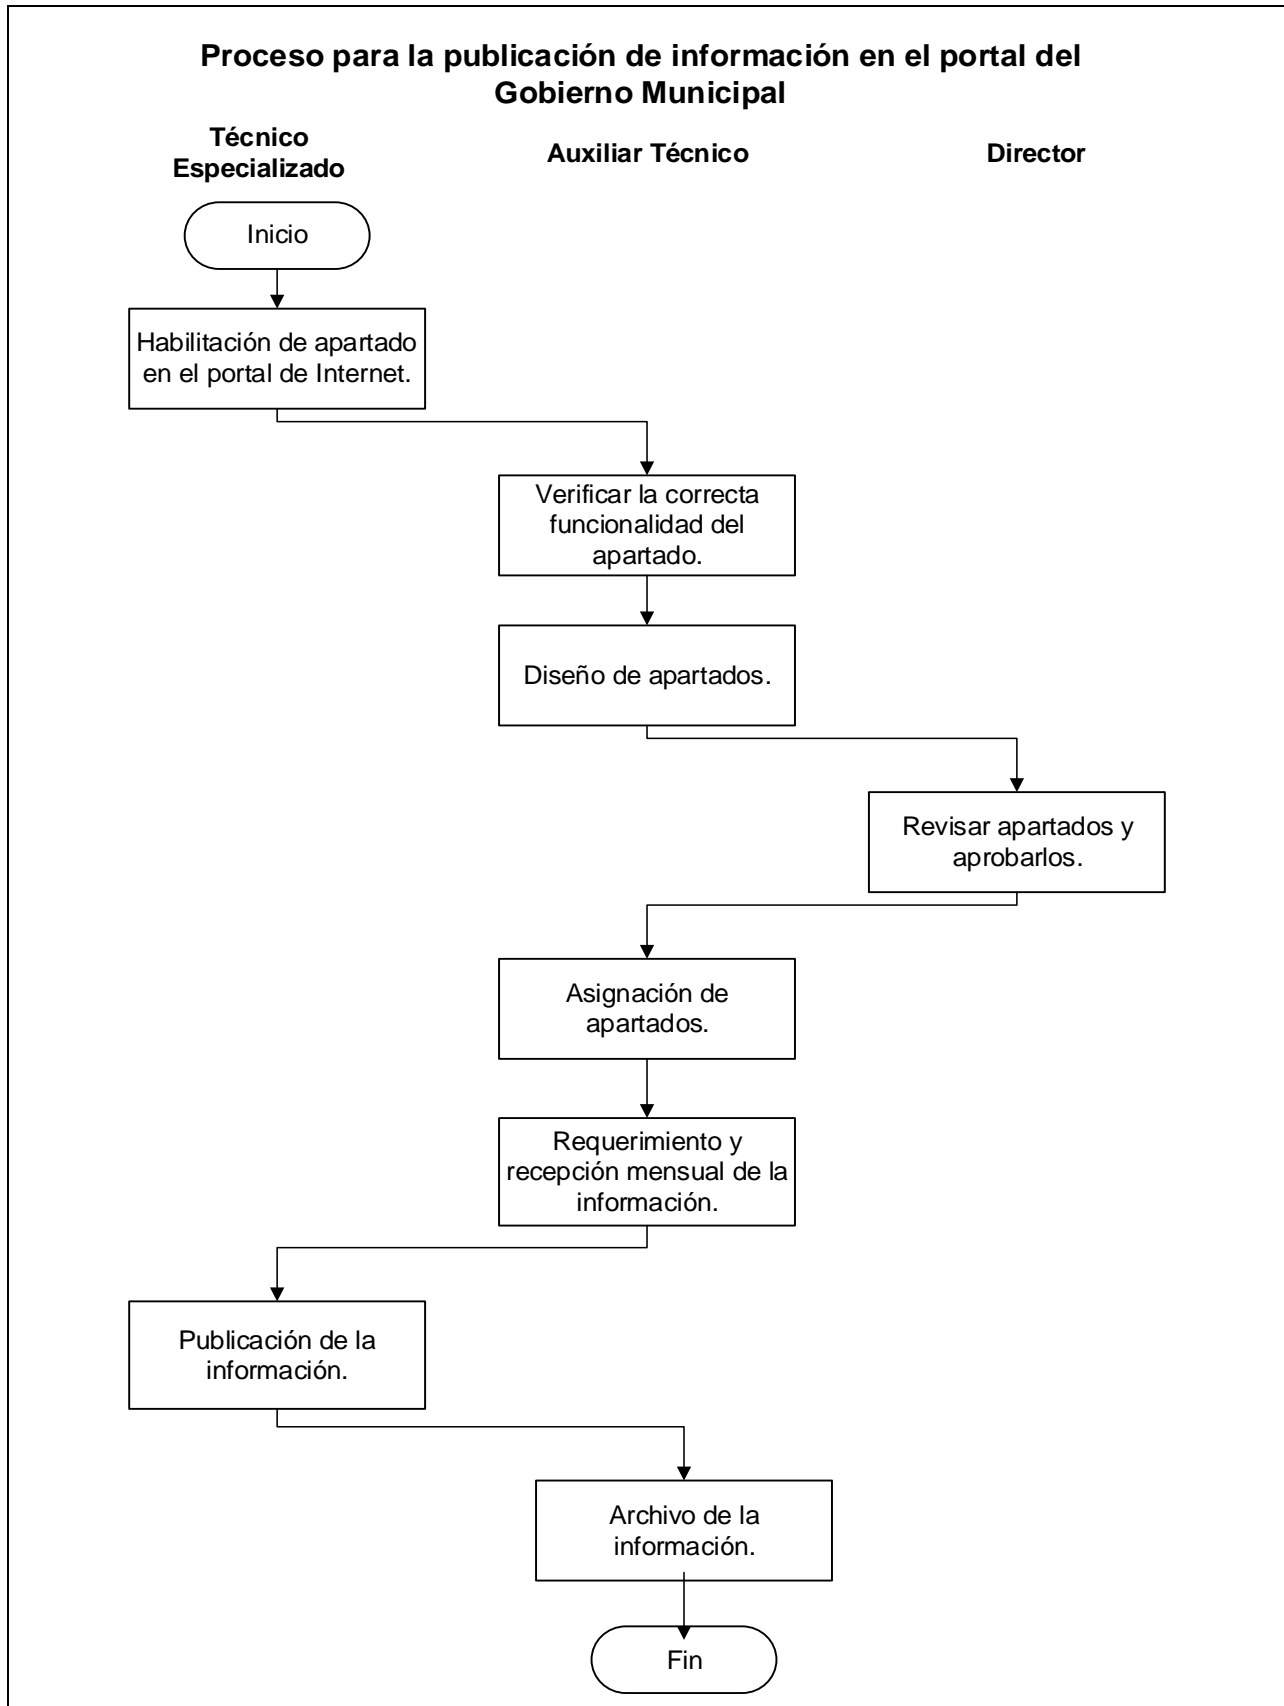 Proceso para la publicación de información en el portal del
Gobierno Municipal
Técnico
Especializado
Auxiliar Técnico
Director
Inicio
Habilitación de apartado
en el portal de Internet.
Verificar la correcta
funcionalidad del
apartado.
Diseño de apartados.
Revisar apartados y
aprobarlos.
Asignación de
apartados.
Requerimiento y
recepción mensual de la
información.
Publicación de la
información.
Archivo de la
información.
Fin